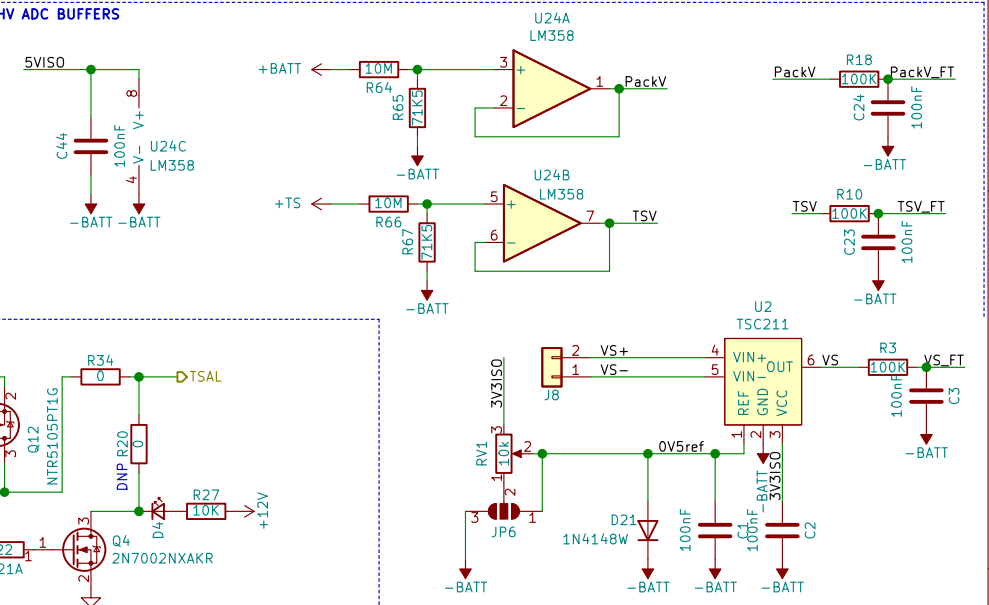 HV ADC BUFFERS
5VISO
C44
100nF
8
V+
V-
4
U24C
LM358
-BATT
-BATT
U24A
LM358
+BATT
10M
R64
R65
71K5
-BATT
3
+
2
-
1
PackV
U24B
LM358
+TS
10M
R66
R67
71K5
-BATT
5
+
6
-
7
TSV
PackV
R18
100K
PackV_FT
C24
100nF
-BATT
TSV
R10
100K
TSV_FT
C23
100nF
-BATT
R34
0
TSAL
2
Q12
NTR5105PT1G
3
DNP
R20
0
D4
R27
10K
+12V
3
Q4
2N7002NXAKR
1
2
22
1
21A
U2
TSC211
J8
2
VS+
4
VIN+
1
VS-
5
VIN-
OUT
6
VS
REF
GND
VCC
1
2
3
R3
100K
VS_FT
100nF
C3
-BATT
3V3ISO
3
RV1
10k
2
1
0V5ref
-BATT
3V3ISO
2
3
1
JP6
-BATT
D21
1N4148W
-BATT
100nF
C1
-BATT
100nF
C2
-BATT